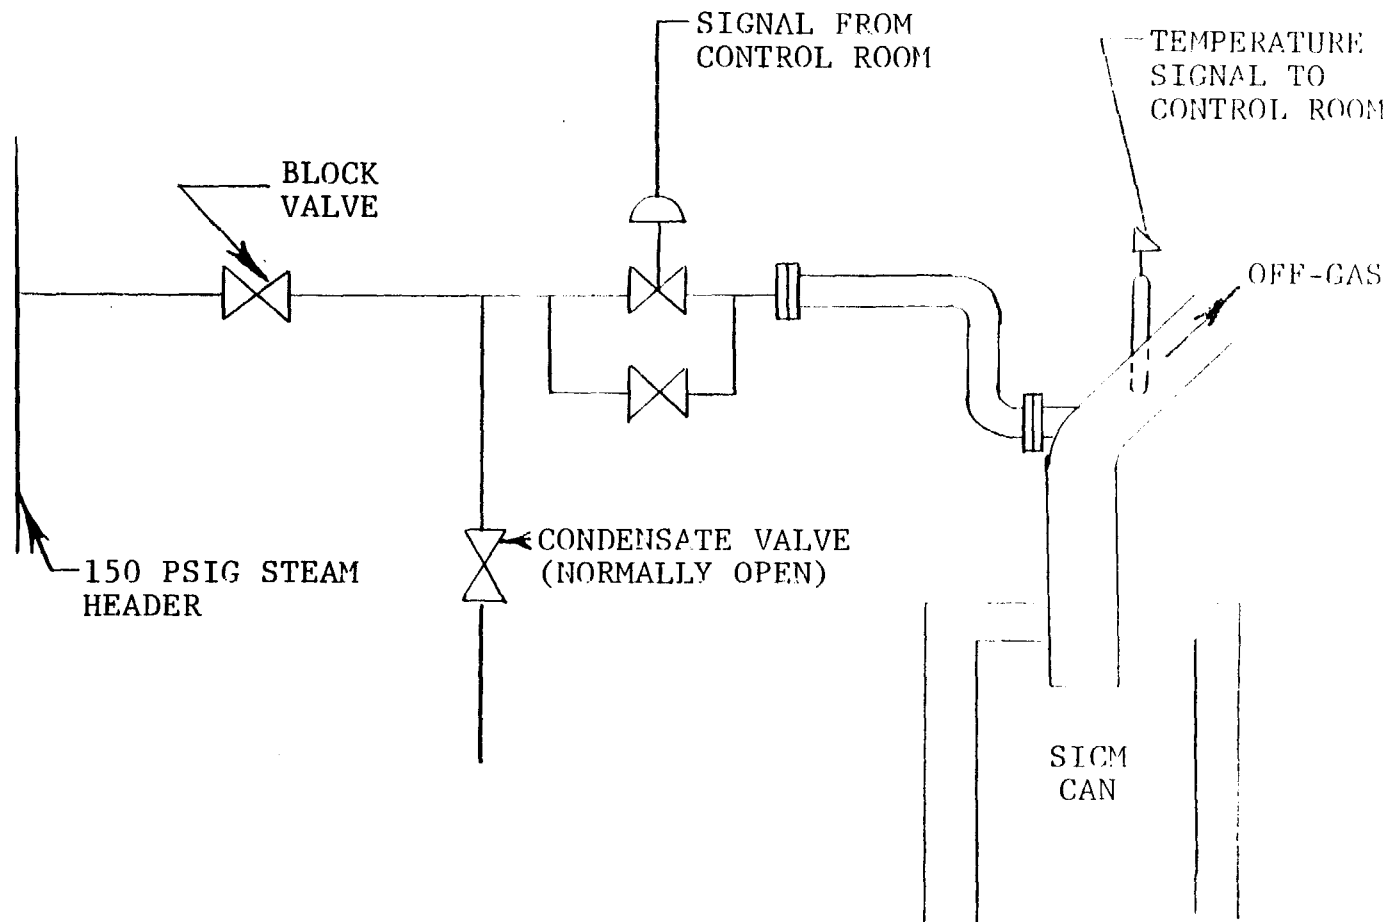 SIGNAL FROM
CONTROL ROOM
TEMPERATURE
SIGNAL TO
CONTROL ROOM
BLOCK
VALVE
OFF-GAS
CONDENSATE VALVE
(NORMALLY OPEN)
150 PSIG STEAM
HEADER
SICM
CAN